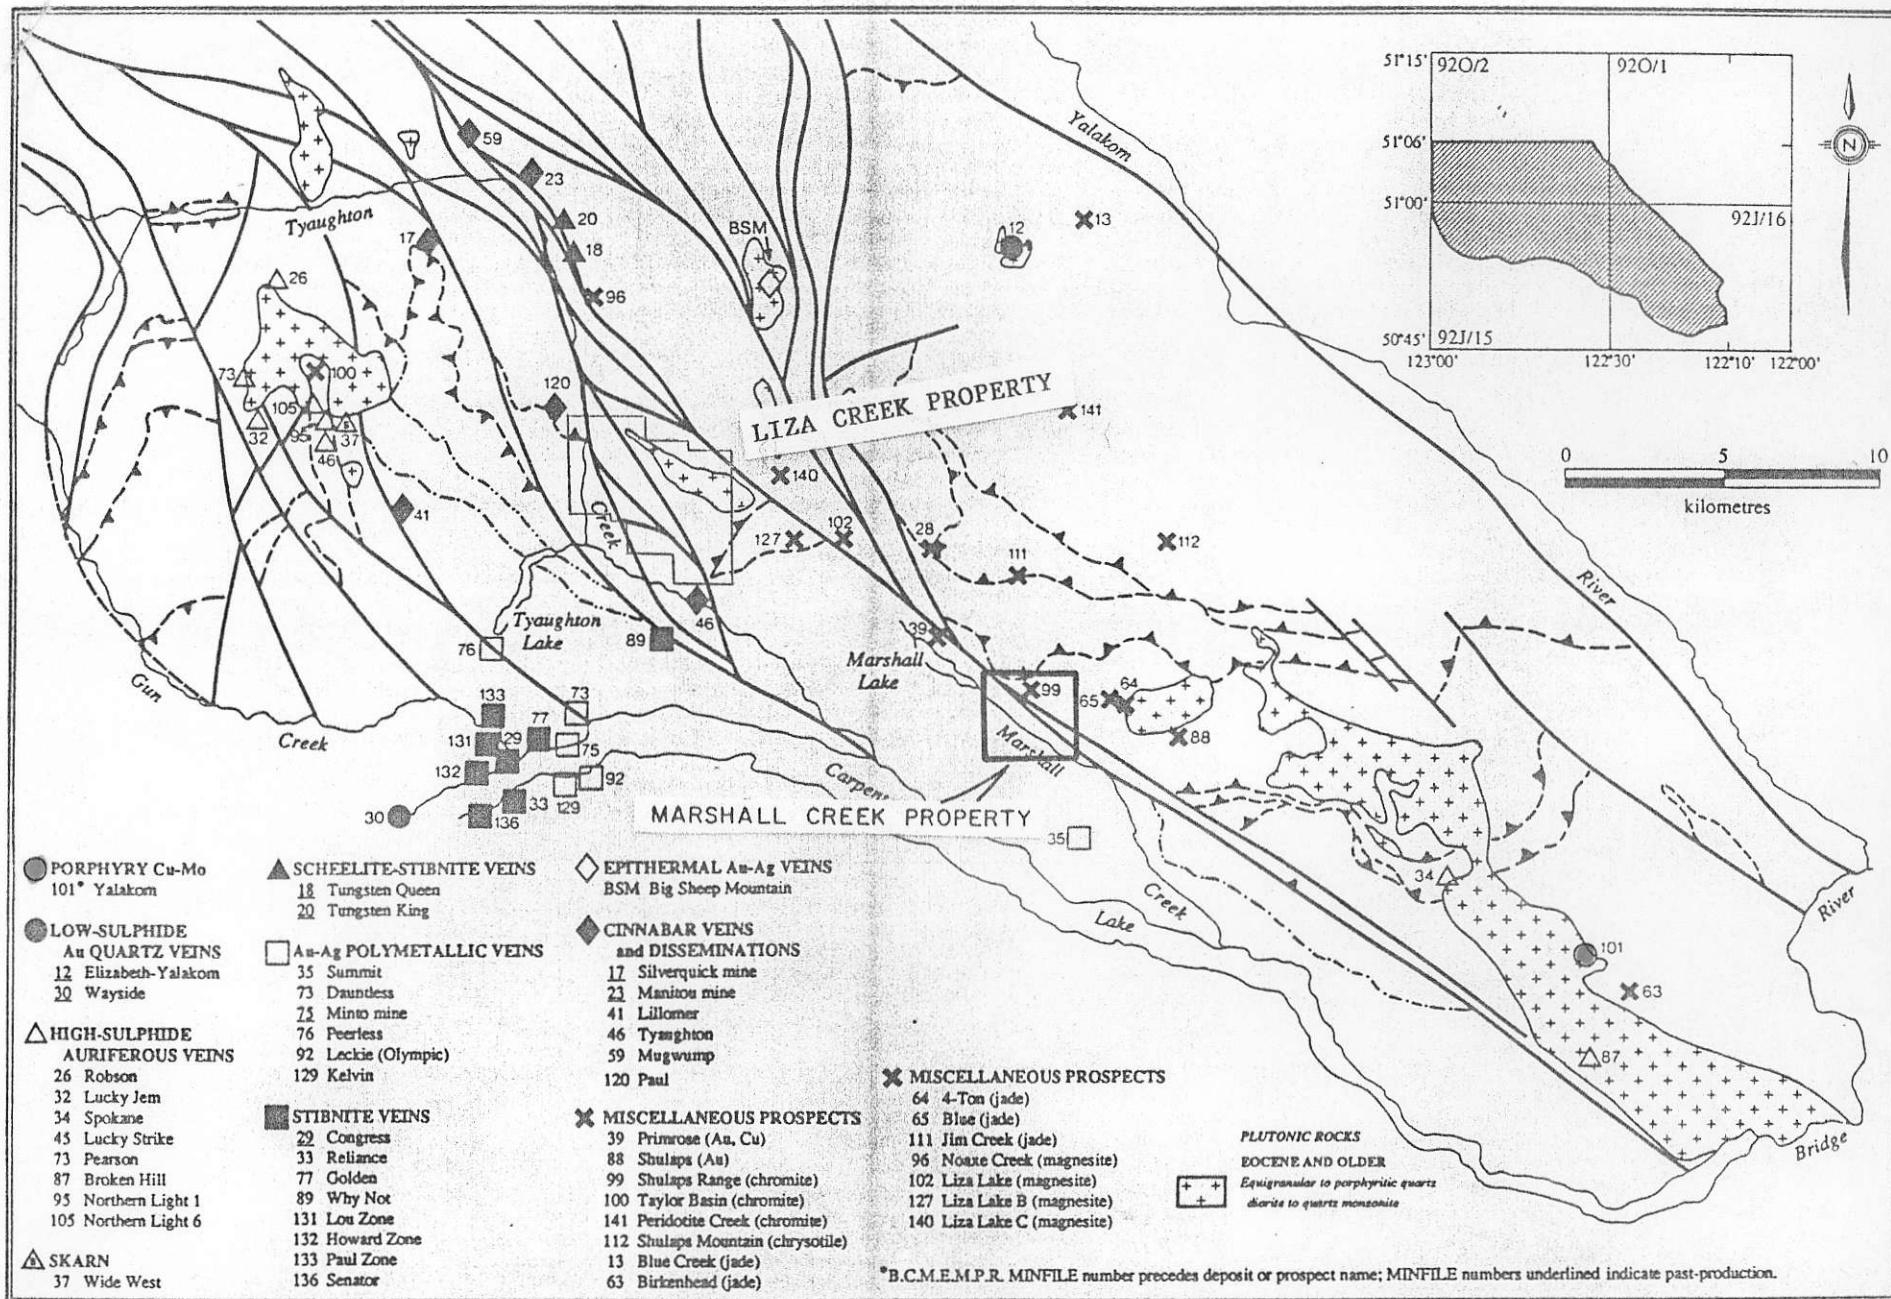 51°15'
92O/2
92O/1
51°06'
51°00'
92J/16
50°45'
92J/15
123°00'
122°30'
122°10'
122°00'
N
0
5
10
kilometres
Yalakom
River
59
23
20
18
96
Tyaughton
17
BSM
12
13
26
73
100
105
32
95
37
46
120
LIZA CREEK PROPERTY
141
140
41
Creek
127
102
28
111
112
46
Tyaughton
Lake
76
89
39
Marshall
Lake
99
65
64
88
Gun
Creek
133
73
77
131
29
75
132
92
30
136
33
129
Marshall
MARSHALL CREEK PROPERTY
35
Creek
Lake
34
101
63
87
River
Bridge
PORPHYRY Cu-Mo
101* Yalakom
LOW-SULPHIDE
Au QUARTZ VEINS
12 Elizabeth-Yalakom
30 Wayside
HIGH-SULPHIDE
AURIFEROUS VEINS
26 Robson
32 Lucky Jem
34 Spokane
45 Lucky Strike
73 Pearson
87 Broken Hill
95 Northern Light 1
105 Northern Light 6
SKARN
37 Wide West
SCHEELITE-STIBNITE VEINS
18 Tungsten Queen
20 Tungsten King
Au-Ag POLYMETALLIC VEINS
35 Summit
73 Dauntless
75 Minto mine
76 Peerless
92 Leckie (Olympic)
129 Kelvin
STIBNITE VEINS
29 Congress
33 Reliance
77 Golden
89 Why Not
131 Lou Zone
132 Howard Zone
133 Paul Zone
136 Senator
EPITHERMAL Au-Ag VEINS
BSM Big Sheep Mountain
CINNABAR VEINS
and DISSEMINATIONS
17 Silverquick mine
23 Manitou mine
41 Lillomer
46 Tyaughton
59 Mugwump
120 Paul
MISCELLANEOUS PROSPECTS
39 Primrose (Au, Cu)
88 Shulaps (Au)
99 Shulaps Range (chromite)
100 Taylor Basin (chromite)
141 Peridotite Creek (chromite)
112 Shulaps Mountain (chrysotile)
13 Blue Creek (jade)
63 Birkenhead (jade)
MISCELLANEOUS PROSPECTS
64 4-Ton (jade)
65 Blue (jade)
111 Jim Creek (jade)
96 Noaxe Creek (magnesite)
102 Liza Lake (magnesite)
127 Liza Lake B (magnesite)
140 Liza Lake C (magnesite)
PLUTONIC ROCKS
EOCENE AND OLDER
Equigranular to porphyritic quartz
diorite to quartz monzonite
*B.C.M.E.M.P.R. MINFILE number precedes deposit or prospect name; MINFILE numbers underlined indicate past-production.